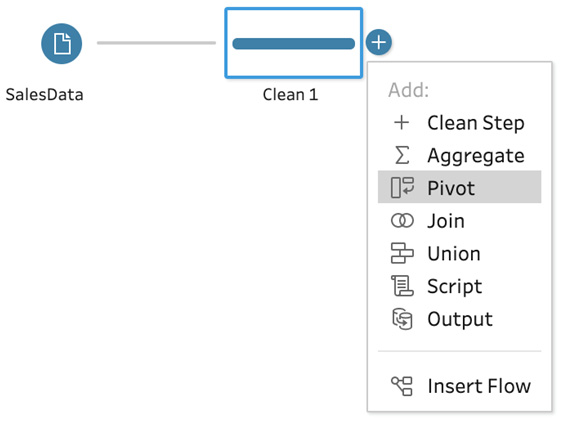 SalesData
Clean 1
Add:
Clean Step
Aggregate
Pivot
Join
Union
Script
Output
Insert Flow